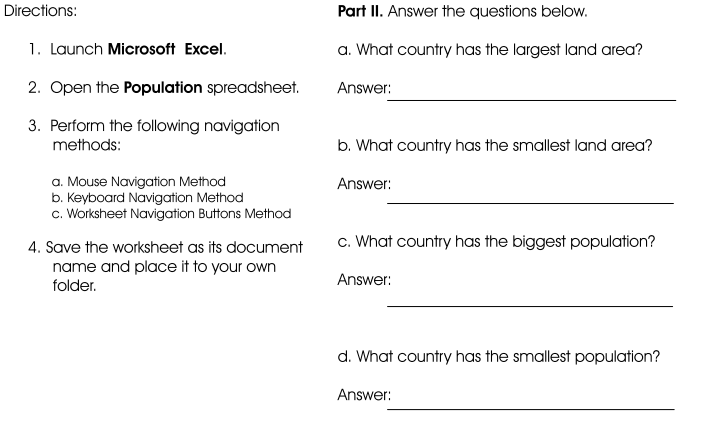 Directions:
1. Launch Microsoft Excel.
2. Open the Population spreadsheet.
3. Perform the following navigation
methods:
a. Mouse Navigation Method
b. Keyboard Navigation Method
c. Worksheet Navigation Buttons Method
4. Save the worksheet as its document
name and place it to your own
folder.
Part II. Answer the questions below.
a. What country has the largest land area?
Answer:
b. What country has the smallest land area?
Answer:
c. What country has the biggest population?
Answer:
d. What country has the smallest population?
Answer: